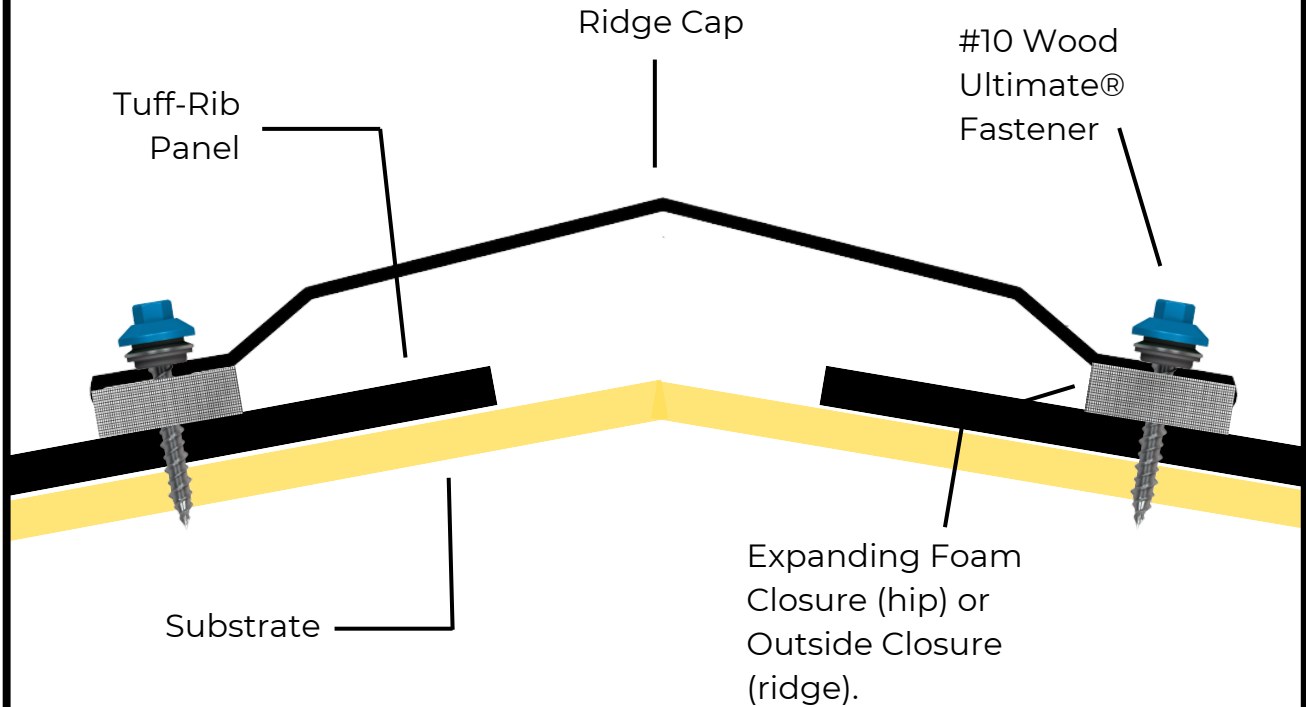 Ridge Cap
#10 Wood
Ultimate®
Fastener
Tuff-Rib
Panel
Substrate
Expanding Foam
Closure (hip) or
Outside Closure
(ridge).